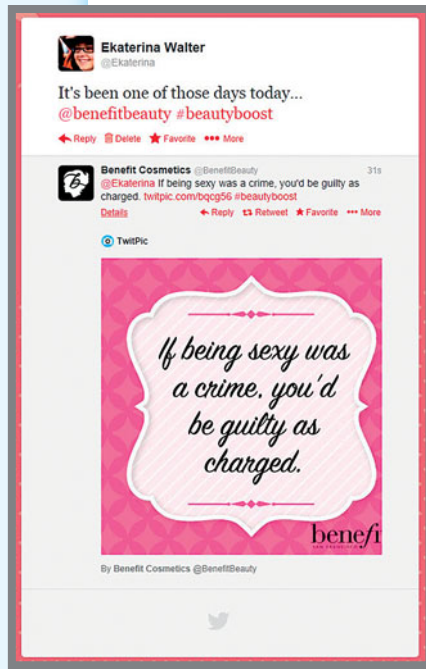 Ekaterina Walter
@Ekaterina
It's been one of those days today...
@benefitbeauty #beautyboost
Reply Delete Favorite More
Benefit Cosmetics @BenefitBeauty 31s
@Ekaterina If being sexy was a crime, you'd be guilty as
charged. twitpic.com/bqcg56 #beautyboost
Details Reply Retweet Favorite More
TwitPic
If being sexy was
a crime, you'd
be guilty as
charged.
benefi
SAN FRANCISCO
By Benefit Cosmetics @BenefitBeauty